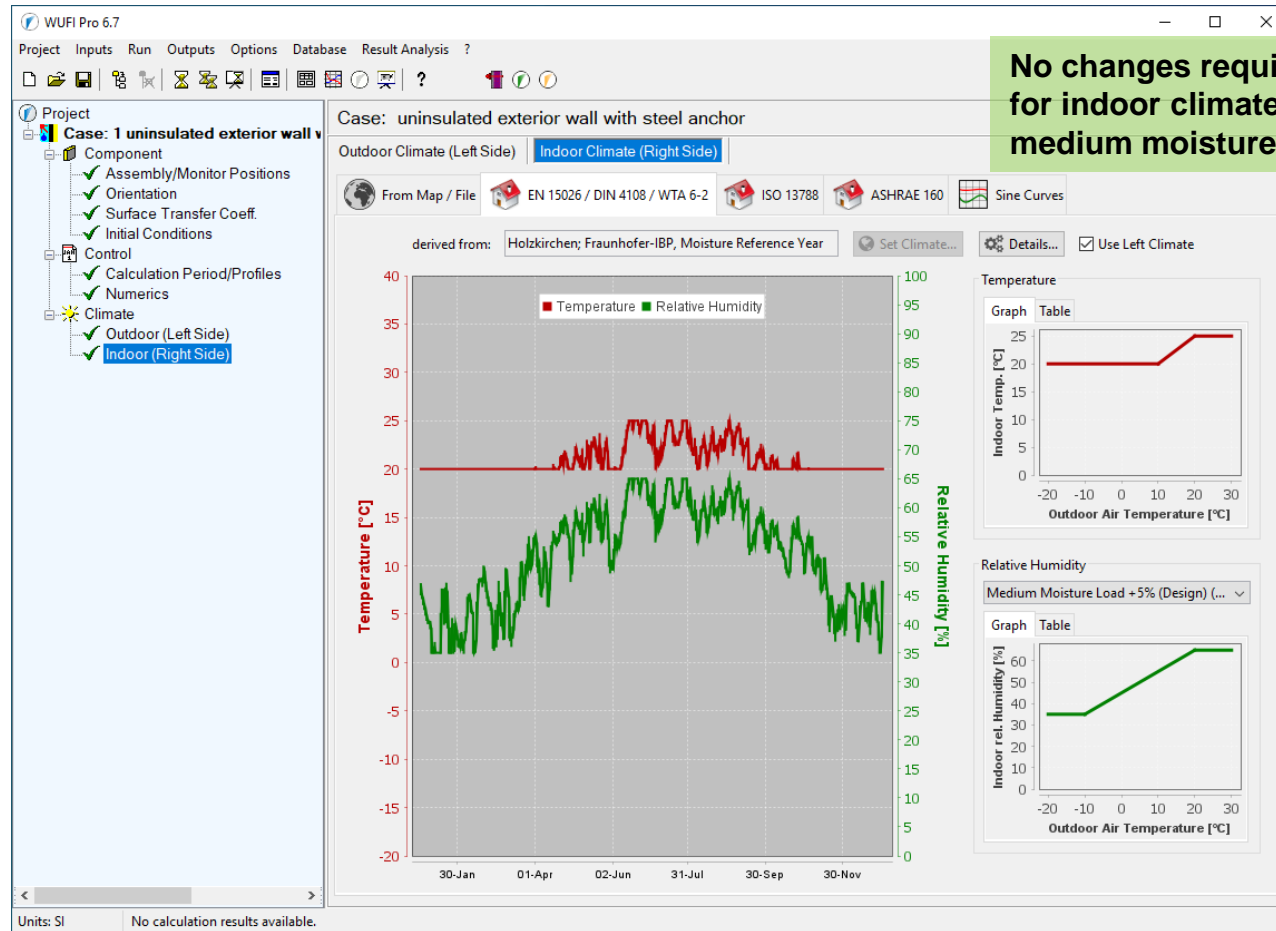 WUFI Pro 6.7
Project Inputs Run Outputs Options Database Result Analysis ?
No changes requi
for indoor climate
medium moisture
Project
Case: 1 uninsulated exterior wall v
Component
Assembly/Monitor Positions
Orientation
Surface Transfer Coeff.
Initial Conditions
Control
Calculation Period/Profiles
Numerics
Climate
Outdoor (Left Side)
Indoor (Right Side)
Case: uninsulated exterior wall with steel anchor
Outdoor Climate (Left Side) Indoor Climate (Right Side)
From Map / File EN 15026 / DIN 4108 / WTA 6-2 ISO 13788 ASHRAE 160 Sine Curves
derived from: Holzkirchen; Fraunhofer-IBP, Moisture Reference Year Set Climate... Details... Use Left Climate
Temperature Relative Humidity
Temperature [°C]
40
35
30
25
20
15
10
5
0
-5
-10
-15
-20
Relative Humidity [%]
100
95
90
85
80
75
70
65
60
55
50
45
40
35
30
25
20
15
10
5
0
30-Jan 01-Apr 02-Jun 31-Jul 30-Sep 30-Nov
Temperature
Graph Table
Indoor Temp. [°C]
25
20
15
10
5
0
-20 -10 0 10 20 30
Outdoor Air Temperature [°C]
Relative Humidity
Medium Moisture Load +5% (Design) (...
Graph Table
Indoor rel. Humidity [%]
60
50
40
30
20
10
0
-20 -10 0 10 20 30
Outdoor Air Temperature [°C]
Units: SI No calculation results available.